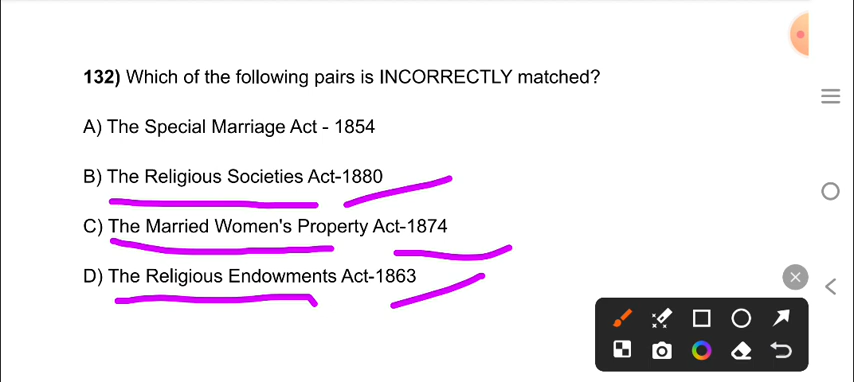 132) Which of the following pairs is INCORRECTLY matched?
A) The Special Marriage Act - 1854
B) The Religious Societies Act-1880
C) The Married Women's Property Act-1874
D) The Religious Endowments Act-1863